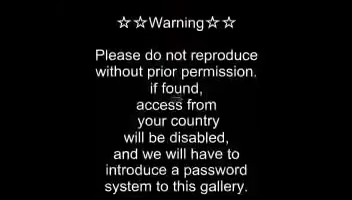 ☆☆Warning☆☆
Please do not reproduce
without prior permission.
if found,
access from
your country
will be disabled,
and we will have to
introduce a password
system to this gallery.